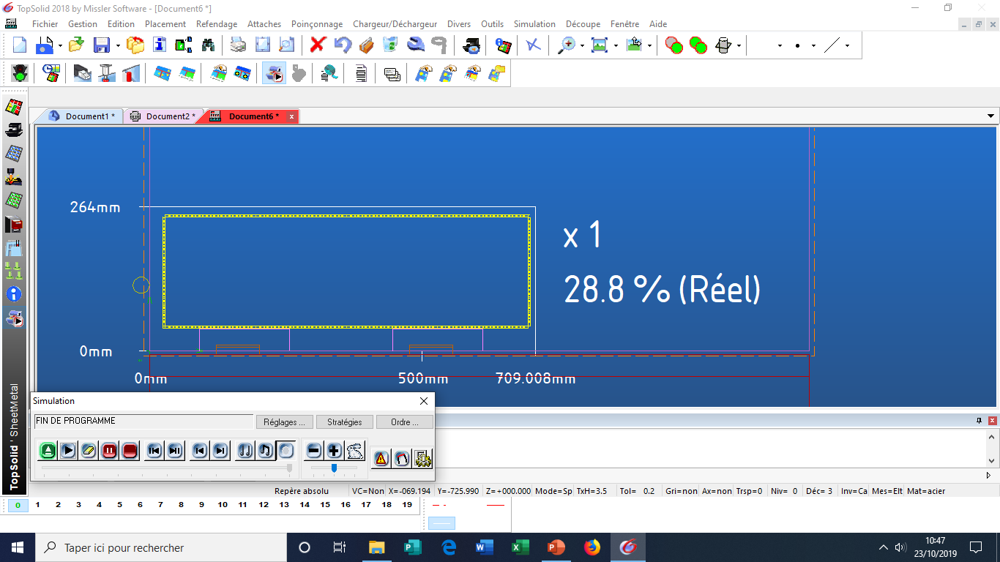 TopSolid 2018 by Missler Software - [Document6 *]
Fichier Gestion Edition Placement Refendage Attaches Poinçonnage Chargeur/Déchargeur Divers Outils Simulation Découpe Fenêtre Aide
Document1 * Document2 * Document6 *
264mm
x 1
28.8 % (Réel)
0mm
0mm 500mm 709.008mm
TopSolid ' SheetMetal
Simulation
FIN DE PROGRAMME
Réglages ... Stratégies Ordre ...
Repère absolu VC=Non X=-069.194 Y=-725.990 Z=+000.000 Mode=Sp TxH=3.5 Tol= 0.2 Gri=non Ax=non Trsp=0 Niv= 0 Déc= 3 Inv=Ca Mes=Elt Mat=acier
0 1 2 3 4 5 6 7 8 9 10 11 12 13 14 15 16 17 18 19
Taper ici pour rechercher
10:47
23/10/2019